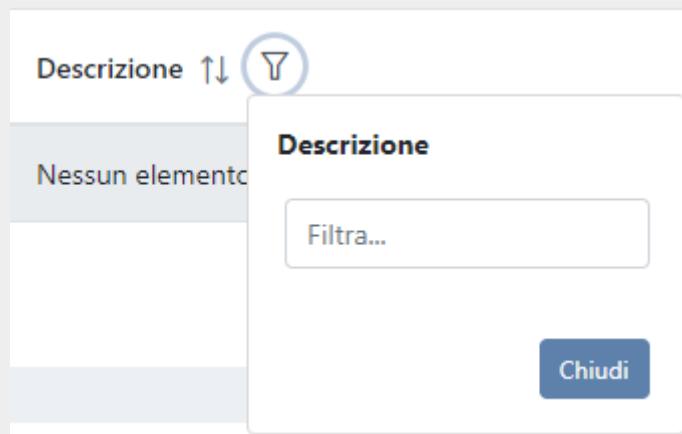 Descrizione
Nessun elemento
Descrizione
Filtra...
Chiudi